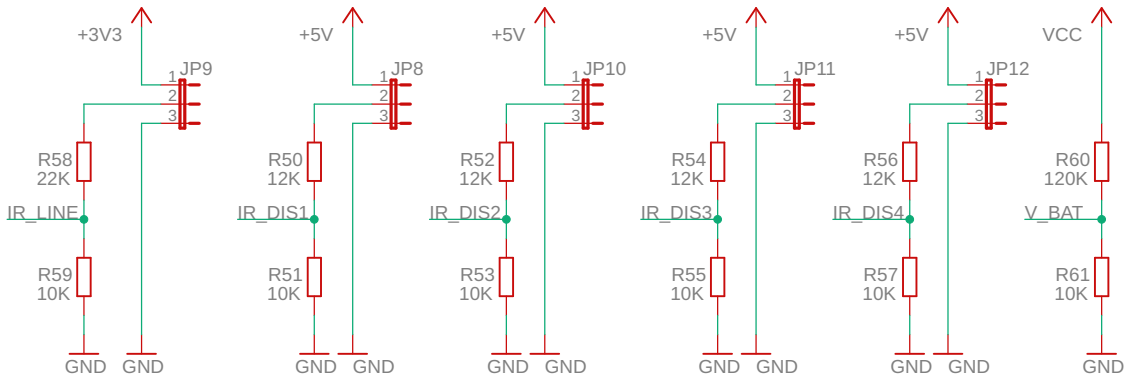 +3V3 +5V +5V +5V +5V VCC
JP9 JP8 JP10 JP11 JP12
1 1 1 1 1
2 2 2 2 2
3 3 3 3 3
R58 R50 R52 R54 R56 R60
22K 12K 12K 12K 12K 120K
IR_LINE IR_DIS1 IR_DIS2 IR_DIS3 IR_DIS4 V_BAT
R59 R51 R53 R55 R57 R61
10K 10K 10K 10K 10K 10K
GND GND GND GND GND GND GND GND GND GND GND